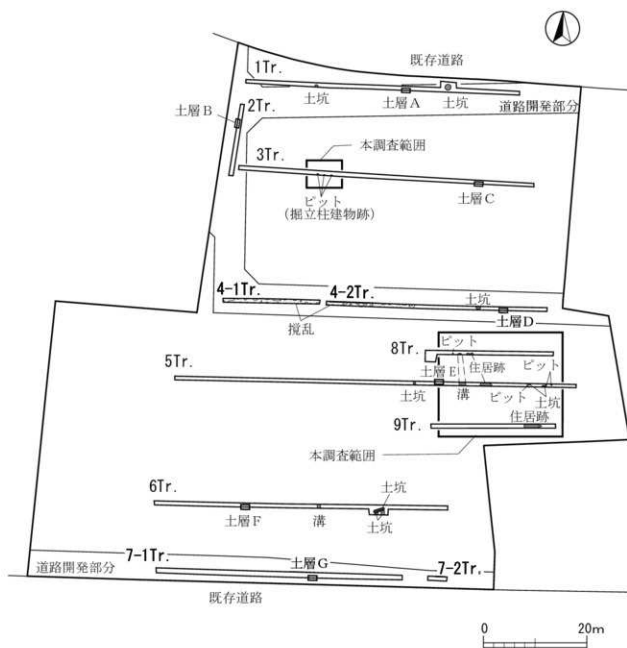 既存道路
1Tr.
土坑
土層A
土坑
道路開発部分
土層B
2Tr.
本調査範囲
3Tr.
ピット
(掘立柱建物跡)
土層C
4-1Tr.
4-2Tr.
土坑
撹乱
土層D
ピット
8Tr.
住居跡
ピット
5Tr.
土層E
土坑
溝
ピット
土坑
9Tr.
住居跡
本調査範囲
6Tr.
土坑
土層F
溝
土坑
7-1Tr.
土層G
7-2Tr.
道路開発部分
既存道路
0
20m